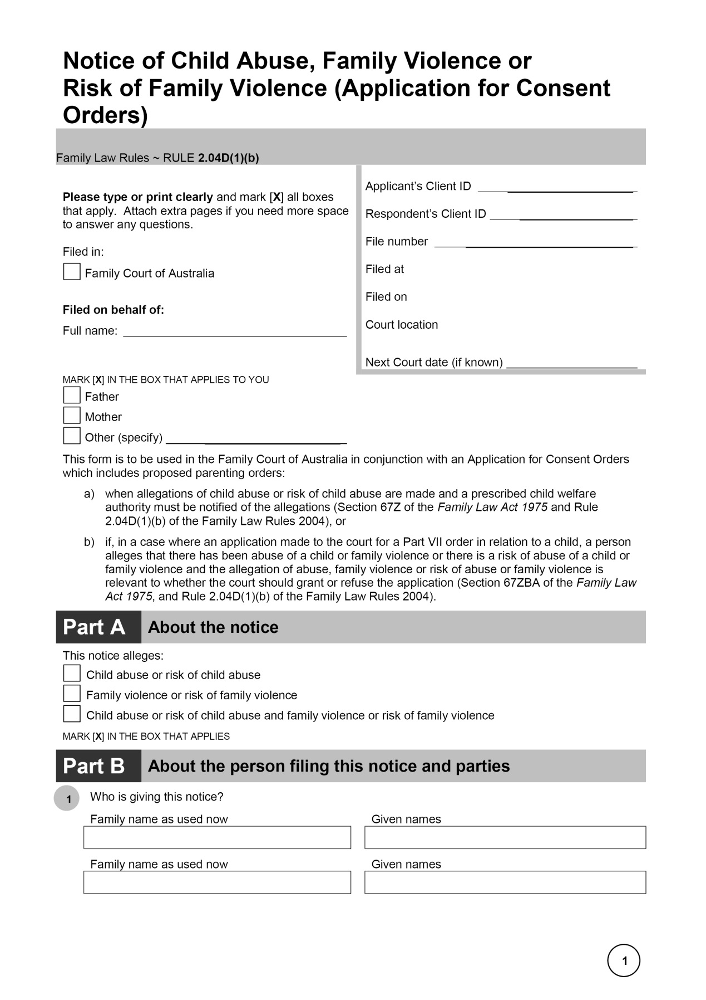 Notice of Child Abuse, Family Violence or
Risk of Family Violence (Application for Consent
Orders)
Family Law Rules ~ RULE 2.04D(1)(b)
Please type or print clearly and mark [X] all boxes
that apply.  Attach extra pages if you need more space
to answer any questions.
Filed in:
Family Court of Australia
Filed on behalf of:
Full name:
Applicant’s Client ID
Respondent’s Client ID
File number
Filed at
Filed on
Court location
Next Court date (if known)
MARK [X] IN THE BOX THAT APPLIES TO YOU
Father
Mother
Other (specify)
This form is to be used in the Family Court of Australia in conjunction with an Application for Consent Orders
which includes proposed parenting orders:
a) when allegations of child abuse or risk of child abuse are made and a prescribed child welfare
authority must be notified of the allegations (Section 67Z of the Family Law Act 1975 and Rule
2.04D(1)(b) of the Family Law Rules 2004), or
b) if, in a case where an application made to the court for a Part VII order in relation to a child, a person
alleges that there has been abuse of a child or family violence or there is a risk of abuse of a child or
family violence and the allegation of abuse, family violence or risk of abuse or family violence is
relevant to whether the court should grant or refuse the application (Section 67ZBA of the Family Law
Act 1975, and Rule 2.04D(1)(b) of the Family Law Rules 2004).
Part A About the notice
This notice alleges:
Child abuse or risk of child abuse
Family violence or risk of family violence
Child abuse or risk of child abuse and family violence or risk of family violence
MARK [X] IN THE BOX THAT APPLIES
Part B About the person filing this notice and parties
1 Who is giving this notice?
Family name as used now Given names
Family name as used now Given names
1